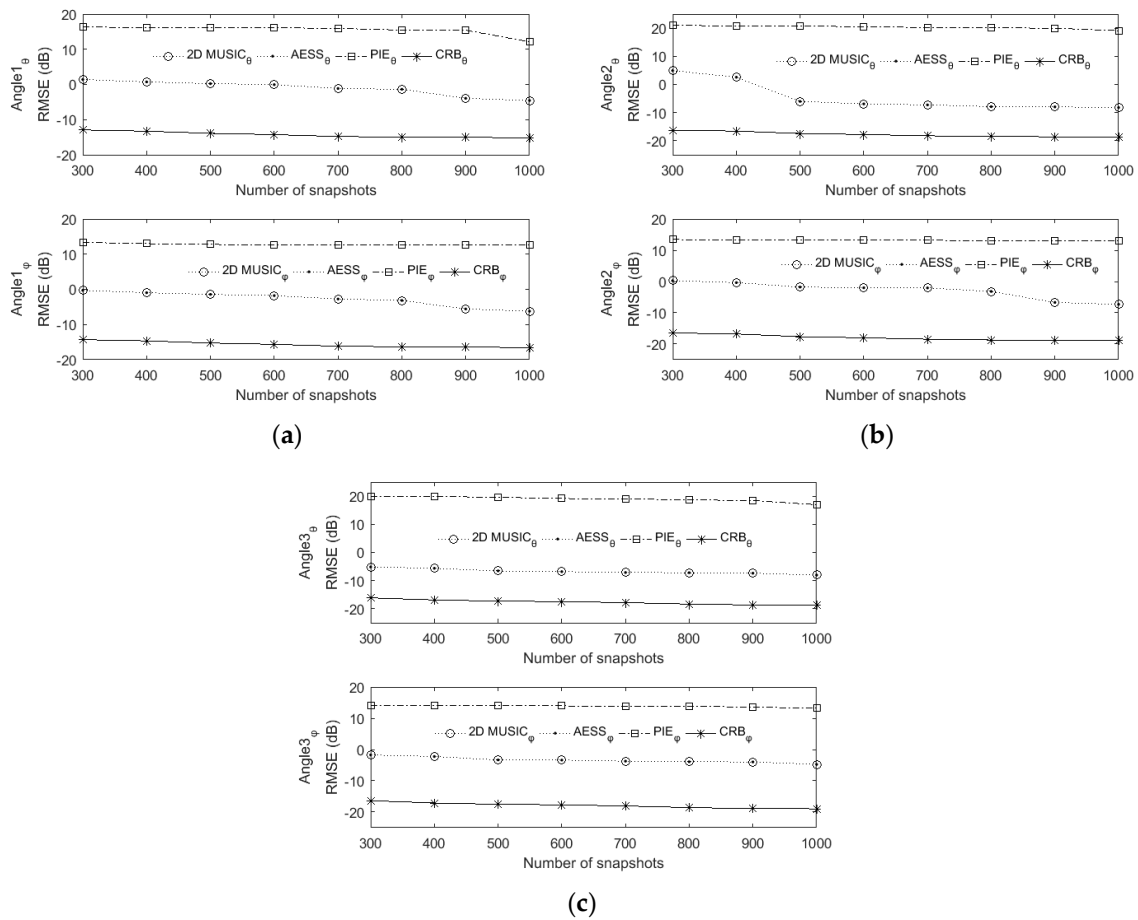 20
10
0
-10
-20
Angle1θ
RMSE (dB)
2D MUSICθ AESSθ PIEθ CRBθ
300 400 500 600 700 800 900 1000
Number of snapshots
20
10
0
-10
-20
Angle1φ
RMSE (dB)
2D MUSICφ AESSφ PIEφ CRBφ
300 400 500 600 700 800 900 1000
Number of snapshots
(a)
20
10
0
-10
-20
Angle2θ
RMSE (dB)
2D MUSICθ AESSθ PIEθ CRBθ
300 400 500 600 700 800 900 1000
Number of snapshots
20
10
0
-10
-20
Angle2φ
RMSE (dB)
2D MUSICφ AESSφ PIEφ CRBφ
300 400 500 600 700 800 900 1000
Number of snapshots
(b)
20
10
0
-10
-20
Angle3θ
RMSE (dB)
2D MUSICθ AESSθ PIEθ CRBθ
300 400 500 600 700 800 900 1000
Number of snapshots
20
10
0
-10
-20
Angle3φ
RMSE (dB)
2D MUSICφ AESSφ PIEφ CRBφ
300 400 500 600 700 800 900 1000
Number of snapshots
(c)